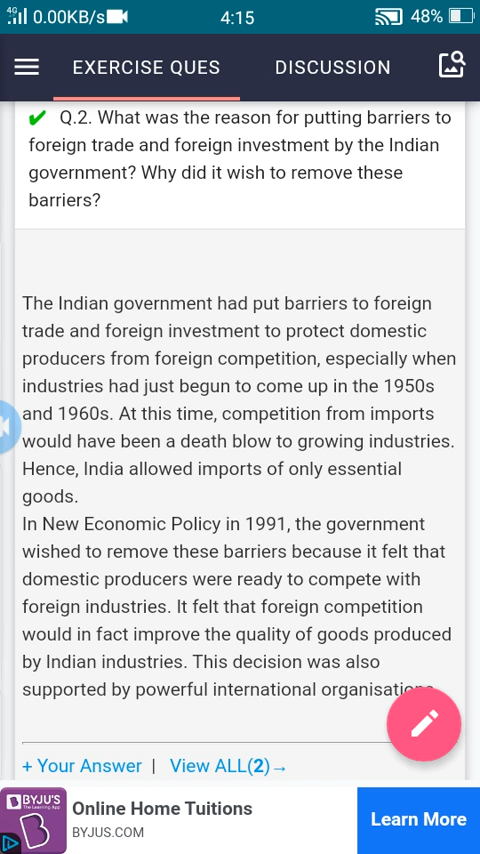 4G 0.00KB/s 4:15 48%
EXERCISE QUES DISCUSSION
✔ Q.2. What was the reason for putting barriers to
foreign trade and foreign investment by the Indian
government? Why did it wish to remove these
barriers?
The Indian government had put barriers to foreign
trade and foreign investment to protect domestic
producers from foreign competition, especially when
industries had just begun to come up in the 1950s
and 1960s. At this time, competition from imports
would have been a death blow to growing industries.
Hence, India allowed imports of only essential
goods.
In New Economic Policy in 1991, the government
wished to remove these barriers because it felt that
domestic producers were ready to compete with
foreign industries. It felt that foreign competition
would in fact improve the quality of goods produced
by Indian industries. This decision was also
supported by powerful international organisations.
+ Your Answer | View ALL(2)→
BYJU'S
The Learning App
Online Home Tuitions
BYJUS.COM
Learn More